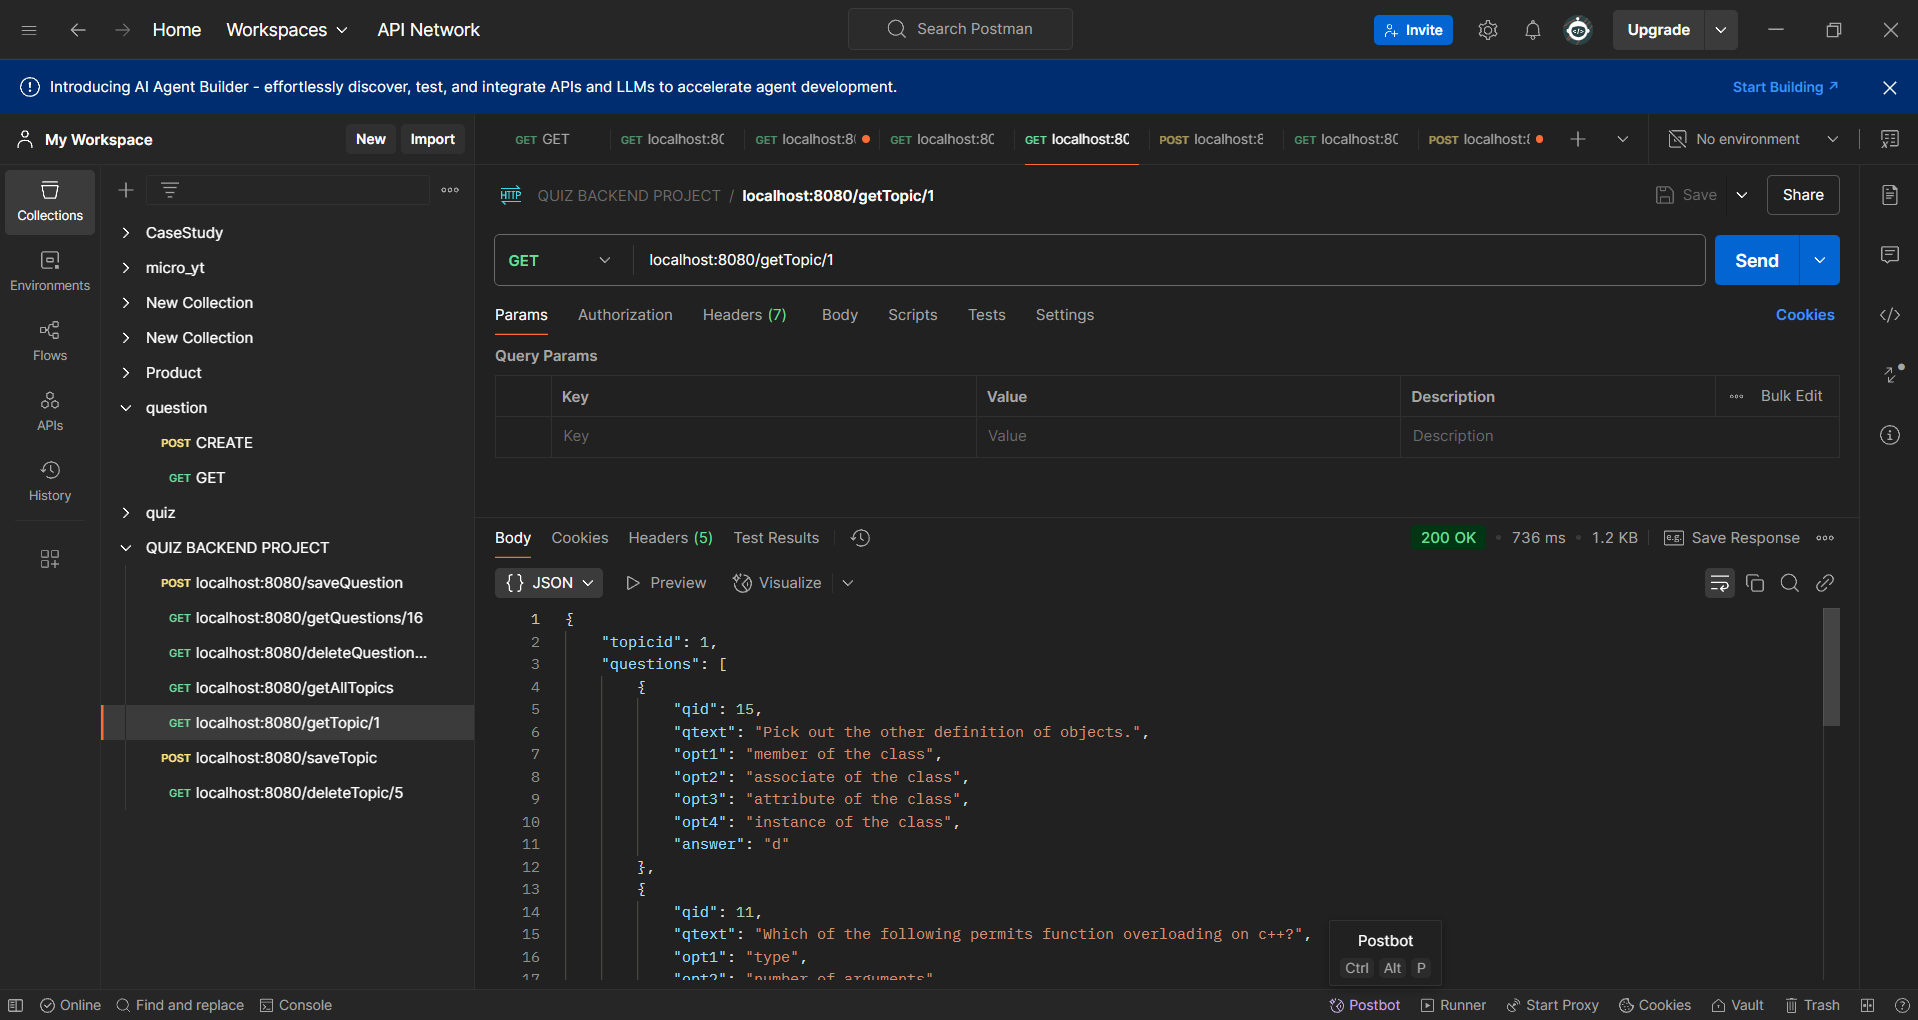 Home Workspaces API Network Search Postman Invite Upgrade
Introducing AI Agent Builder - effortlessly discover, test, and integrate APIs and LLMs to accelerate agent development. Start Building
My Workspace New Import
GET GET GET localhost:80 GET localhost:8 GET localhost:80 GET localhost:80 POST localhost:8 GET localhost:80 POST localhost: No environment
Collections
Environments
Flows
APIs
History
CaseStudy
micro_yt
New Collection
New Collection
Product
question
POST CREATE
GET GET
quiz
QUIZ BACKEND PROJECT
POST localhost:8080/saveQuestion
GET localhost:8080/getQuestions/16
GET localhost:8080/deleteQuestion...
GET localhost:8080/getAllTopics
GET localhost:8080/getTopic/1
POST localhost:8080/saveTopic
GET localhost:8080/deleteTopic/5
HTTP QUIZ BACKEND PROJECT / localhost:8080/getTopic/1 Save Share
GET localhost:8080/getTopic/1 Send
Params Authorization Headers (7) Body Scripts Tests Settings Cookies
Query Params
Key Value Description Bulk Edit
Key Value Description
Body Cookies Headers (5) Test Results 200 OK • 736 ms • 1.2 KB e.g. Save Response
{} JSON Preview Visualize
1 {
2 "topicid": 1,
3 "questions": [
4 {
5 "qid": 15,
6 "qtext": "Pick out the other definition of objects.",
7 "opt1": "member of the class",
8 "opt2": "associate of the class",
9 "opt3": "attribute of the class",
10 "opt4": "instance of the class",
11 "answer": "d"
12 },
13 {
14 "qid": 11,
15 "qtext": "Which of the following permits function overloading on c++?",
16 "opt1": "type",
17 "opt2": "number of arguments"
Postbot
Ctrl Alt P
Online Find and replace Console Postbot Runner Start Proxy Cookies Vault Trash